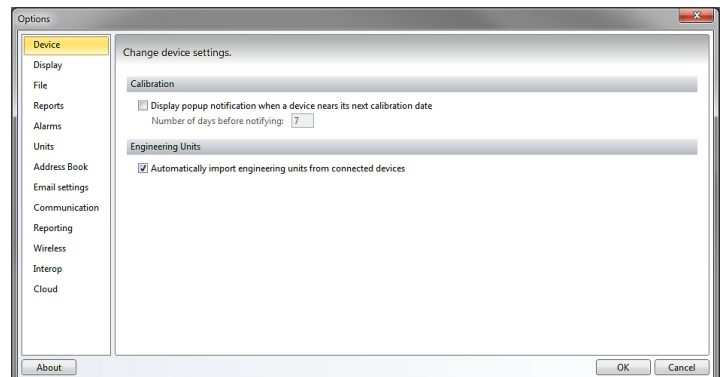 Options
Device
Display
File
Reports
Alarms
Units
Address Book
Email settings
Communication
Reporting
Wireless
Interop
Cloud
Change device settings.
Calibration
Display popup notification when a device nears its next calibration date
Number of days before notifying: 7
Engineering Units
Automatically import engineering units from connected devices
About
OK
Cancel